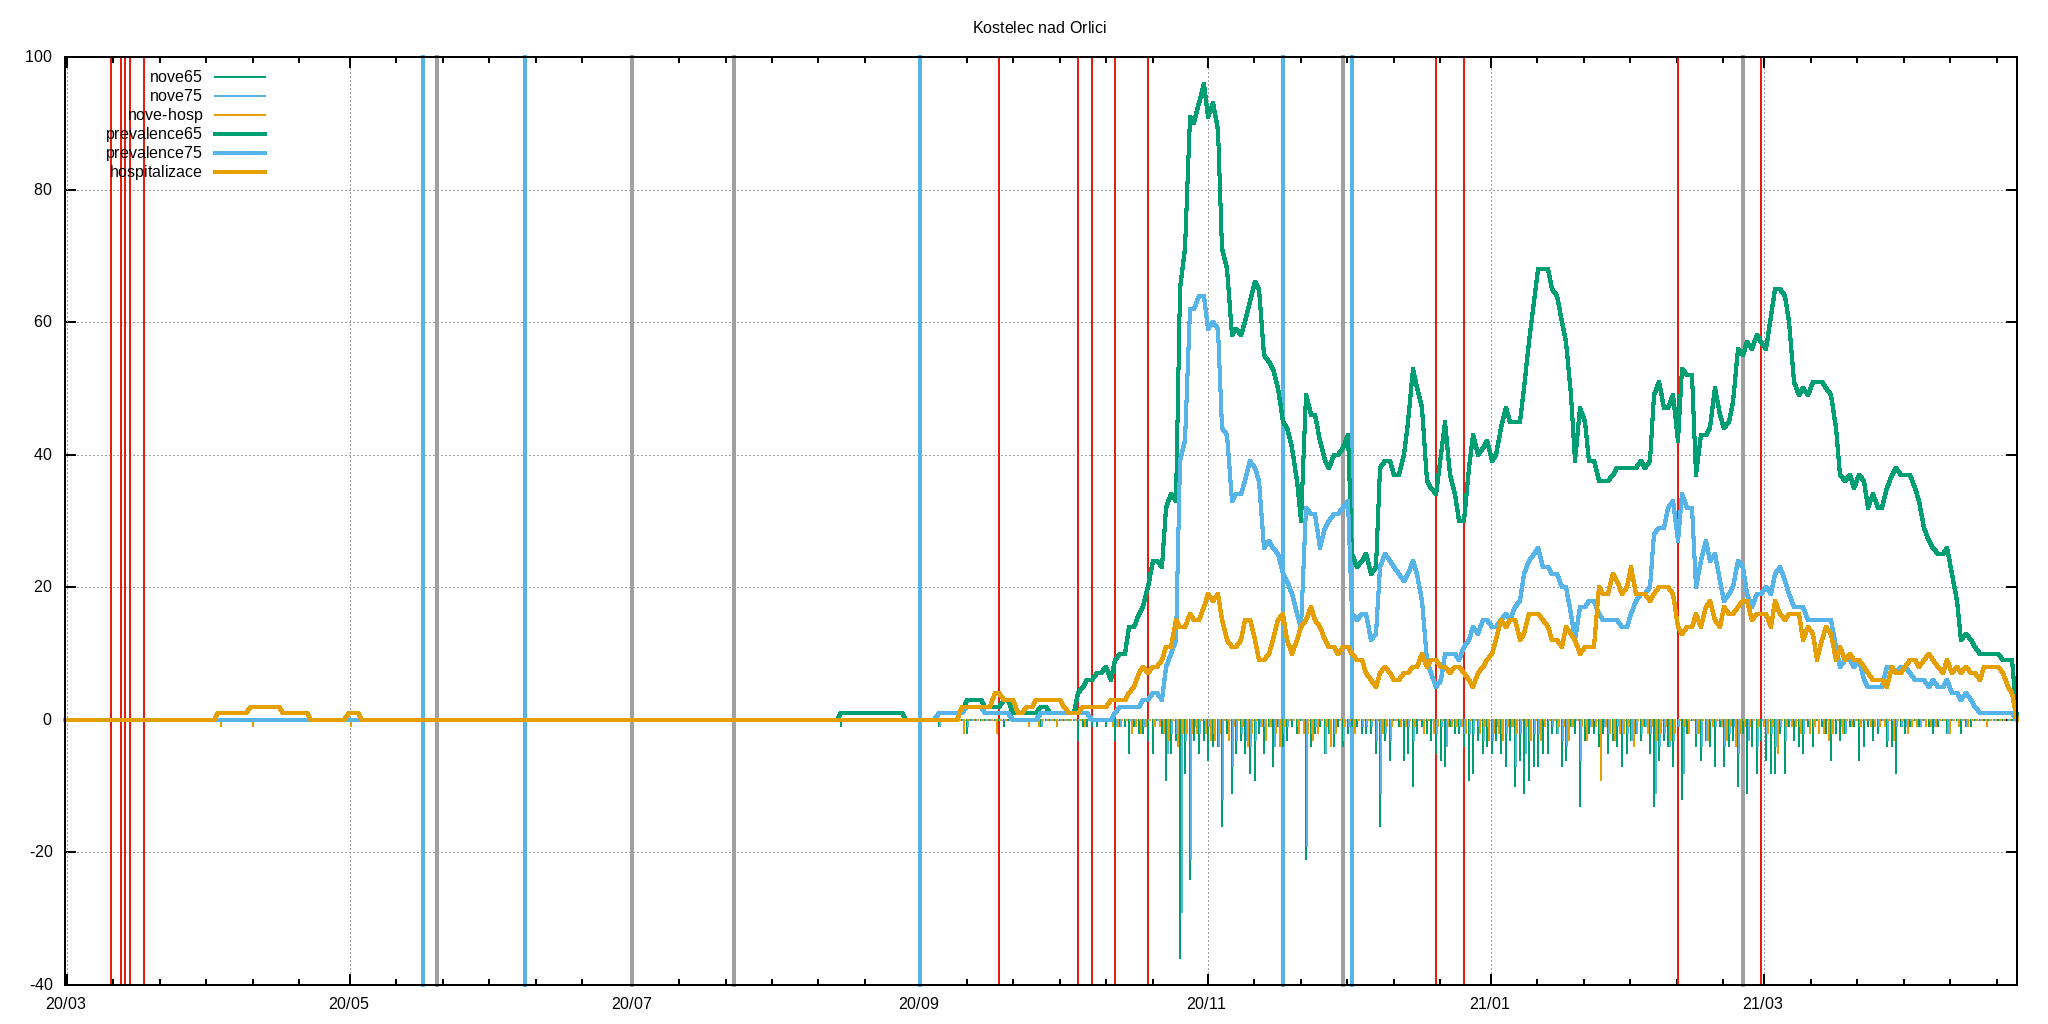 Kostelec nad Orlici
100
80
60
40
20
0
-20
-40
nove65
nove75
nove-hosp
prevalence65
prevalence75
hospitalizace
20/03 20/05 20/07 20/09 20/11 21/01 21/03